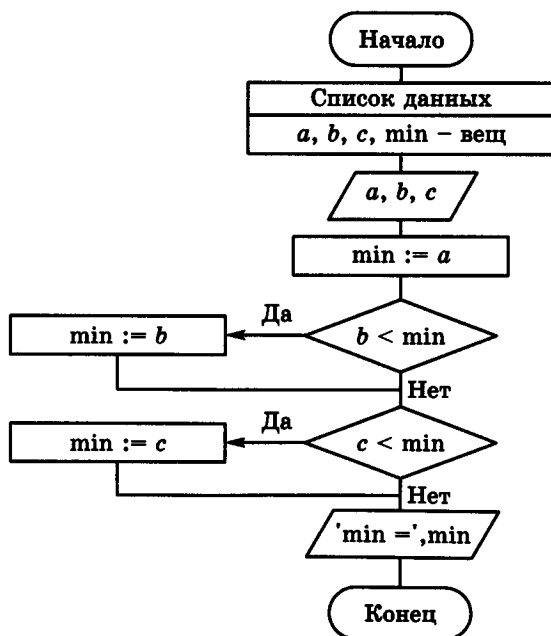 Начало
Список данных
a, b, c, min – вещ
a, b, c
min := a
Да
b < min
min := b
Нет
Да
c < min
min := c
Нет
'min =',min
Конец